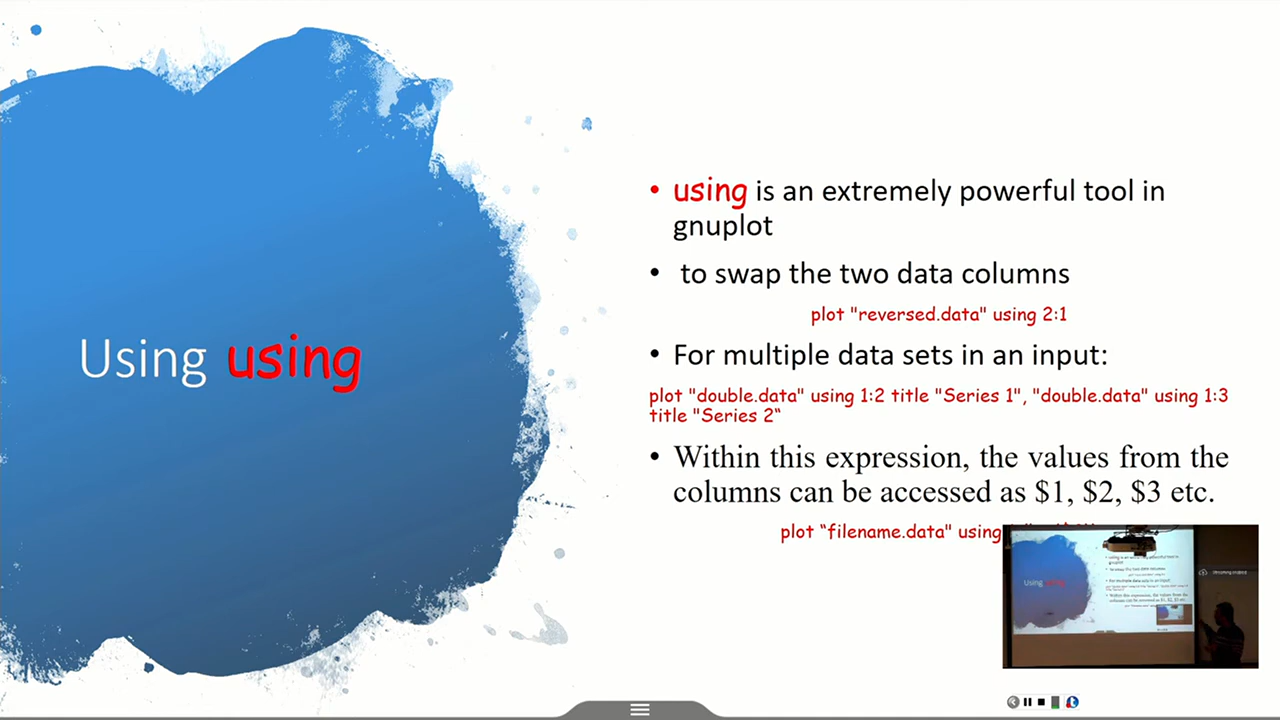 Using using
• using is an extremely powerful tool in
gnuplot
• to swap the two data columns
plot "reversed.data" using 2:1
• For multiple data sets in an input:
plot "double.data" using 1:2 title "Series 1", "double.data" using 1:3
title "Series 2“
• Within this expression, the values from the
columns can be accessed as $1, $2, $3 etc.
plot “filename.data" using